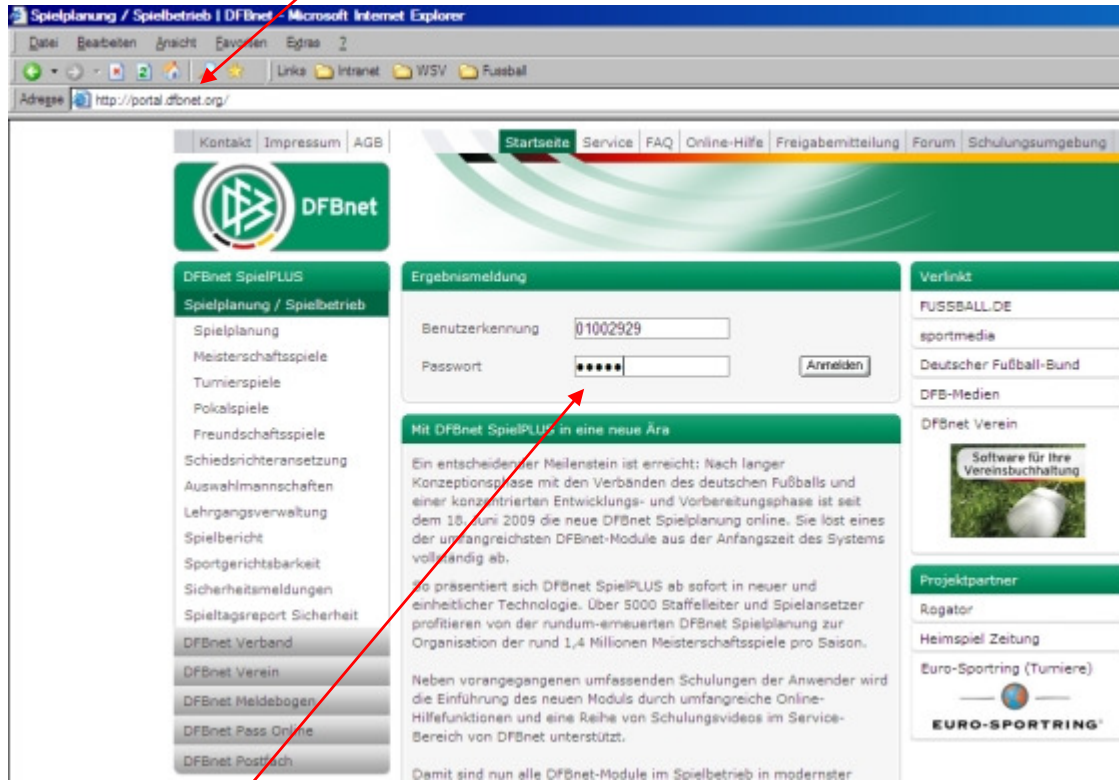 Spielplanung / Spielbetrieb | DFBnet - Microsoft Internet Explorer
Datei Bearbeiten Ansicht Favoriten Extras ?
Links Intranet WSV Fussball
Adresse http://portal.dfbnet.org/
Kontakt Impressum AGB
Startseite Service FAQ Online-Hilfe Freigabemitteilung Forum Schulungsumgebung
DFBnet
DFBnet SpielPLUS
Spielplanung / Spielbetrieb
Spielplanung
Meisterschaftsspiele
Turnierspiele
Pokalspiele
Freundschaftsspiele
Schiedsrichteransetzung
Auswahlmannschaften
Lehrgangsverwaltung
Spielbericht
Sportgerichtsbarkeit
Sicherheitsmeldungen
Spieltagsreport Sicherheit
DFBnet Verband
DFBnet Verein
DFBnet Meldebogen
DFBnet Pass Online
DFBnet Postfach
Ergebnismeldung
Benutzerkennung 01002929
Passwort ●●●●● Anmelden
Mit DFBnet SpielPLUS in eine neue Ära
Ein entscheidender Meilenstein ist erreicht: Nach langer
Konzeptionsphase mit den Verbänden des deutschen Fußballs und
einer konzentrierten Entwicklungs- und Vorbereitungsphase ist seit
dem 18. Juni 2009 die neue DFBnet Spielplanung online. Sie löst eines
der umfangreichsten DFBnet-Module aus der Anfangszeit des Systems
vollständig ab.
So präsentiert sich DFBnet SpielPLUS ab sofort in neuer und
einheitlicher Technologie. Über 5000 Staffelleiter und Spielansetzer
profitieren von der rundum-erneuerten DFBnet Spielplanung zur
Organisation der rund 1,4 Millionen Meisterschaftsspiele pro Saison.
Neben vorangegangenen umfassenden Schulungen der Anwender wird
die Einführung des neuen Moduls durch umfangreiche Online-
Hilfefunktionen und eine Reihe von Schulungsvideos im Service-
Bereich von DFBnet unterstützt.
Damit sind nun alle DFBnet-Module im Spielbetrieb in modernster
Verlinkt
FUSSBALL.DE
sportmedia
Deutscher Fußball-Bund
DFB-Medien
DFBnet Verein
Software für Ihre
Vereinsbuchhaltung
Projektpartner
Rogator
Heimspiel Zeitung
Euro-Sportring (Turniere)
EURO-SPORTRING